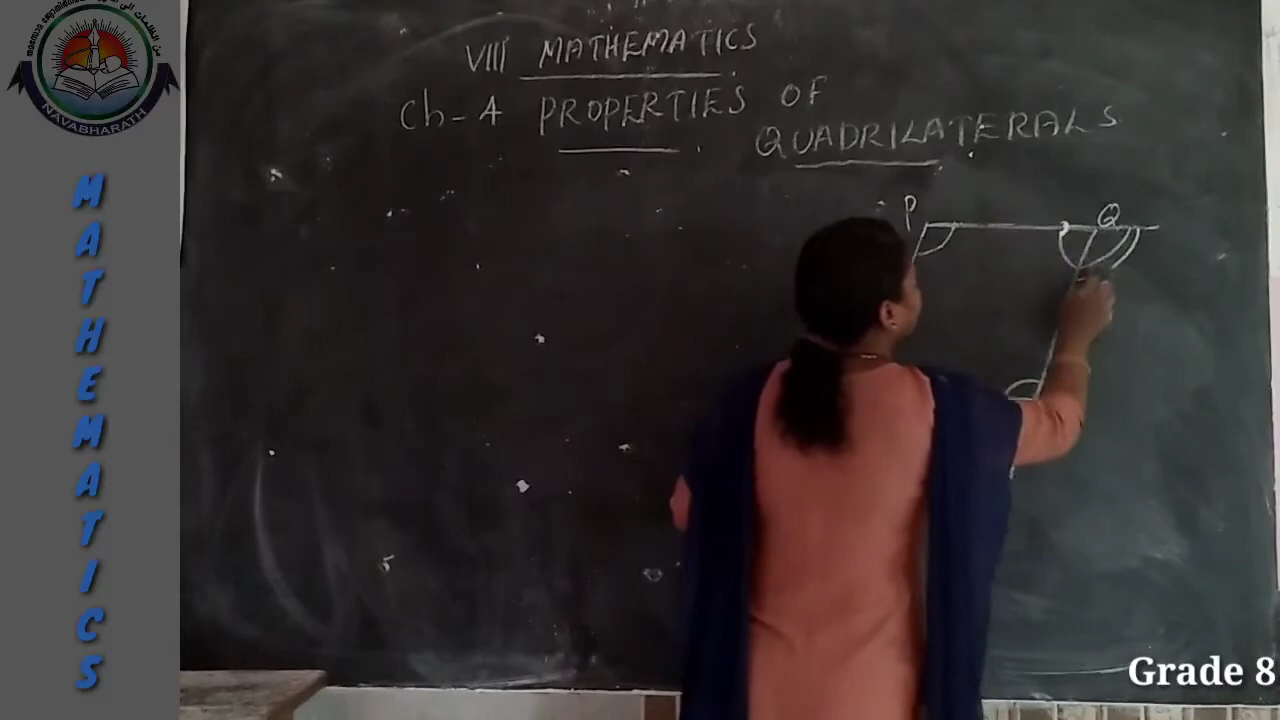 VIII MATHEMATICS
Ch-4 PROPERTIES OF
QUADRILATERALS
P
Q
NAVABHARATH
MATHEMATICS
Grade 8